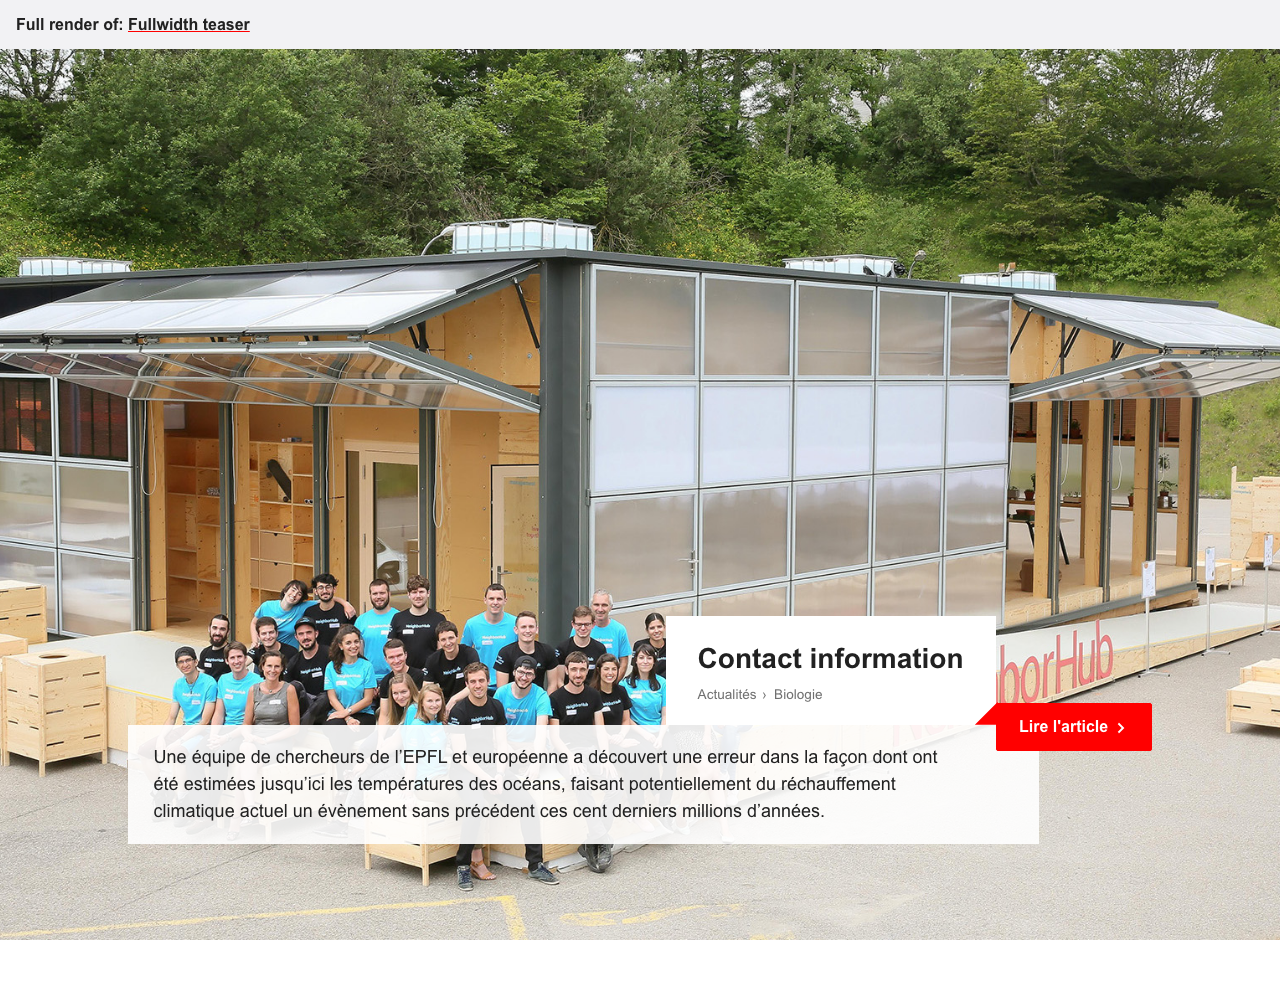 Full render of: Fullwidth teaser
Contact information
Actualités › Biologie
borHub
Lire l'article ›
Une équipe de chercheurs de l’EPFL et européenne a découvert une erreur dans la façon dont ont
été estimées jusqu’ici les températures des océans, faisant potentiellement du réchauffement
climatique actuel un évènement sans précédent ces cent derniers millions d’années.
NeighborHub